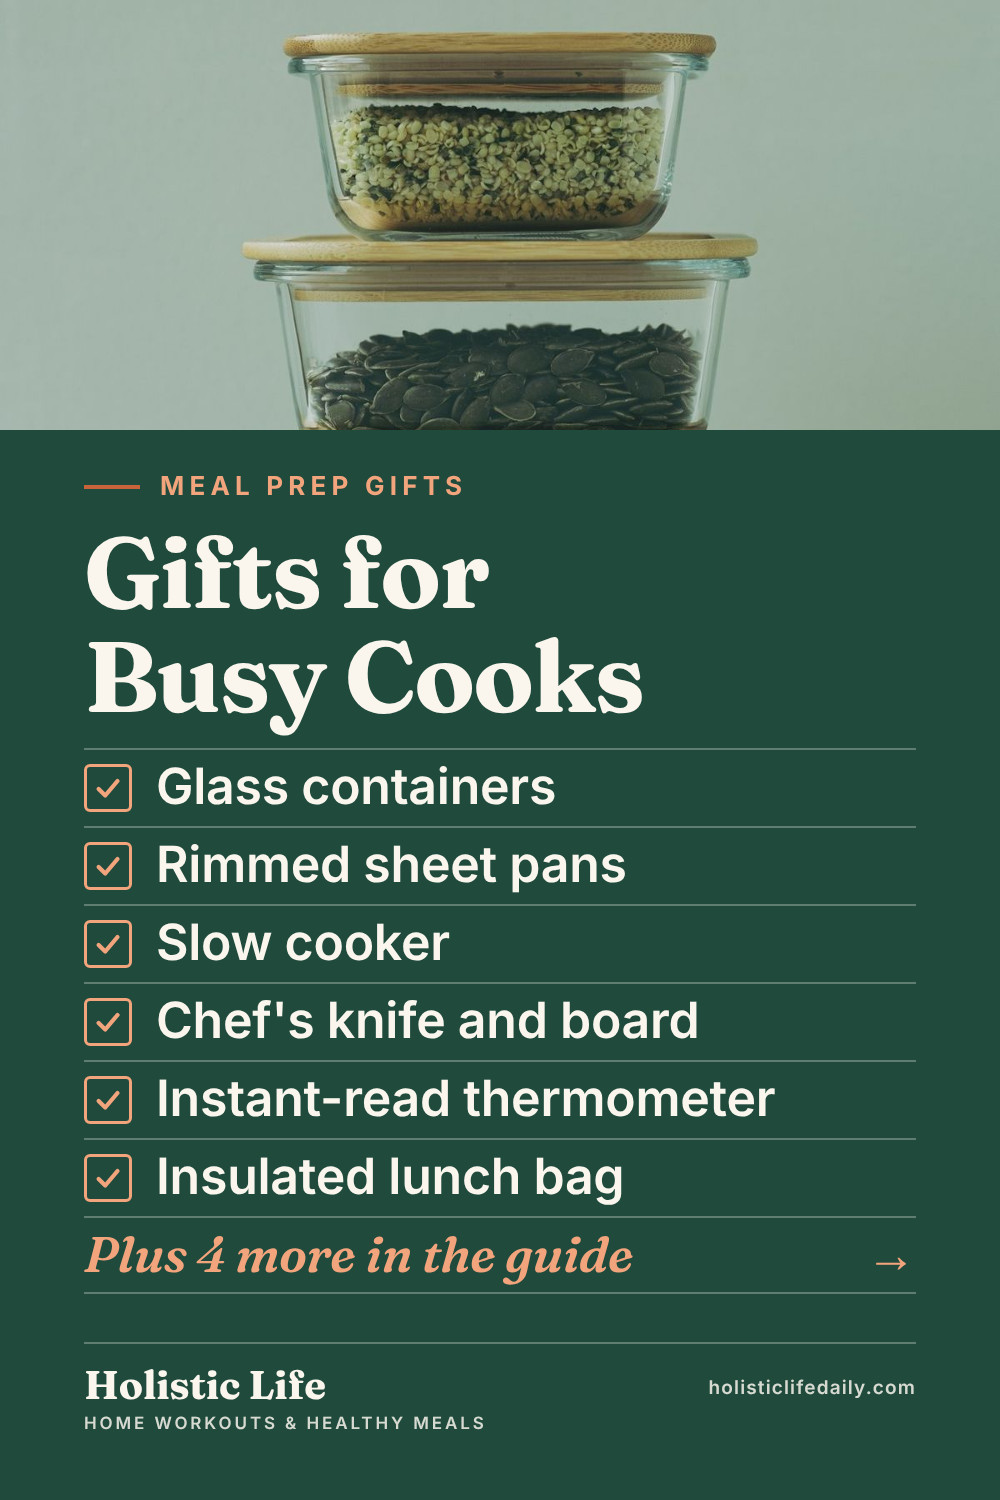 MEAL PREP GIFTS
Gifts for
Busy Cooks
Glass containers
Rimmed sheet pans
Slow cooker
Chef's knife and board
Instant-read thermometer
Insulated lunch bag
Plus 4 more in the guide →
Holistic Life
holisticlifedaily.com
HOME WORKOUTS & HEALTHY MEALS